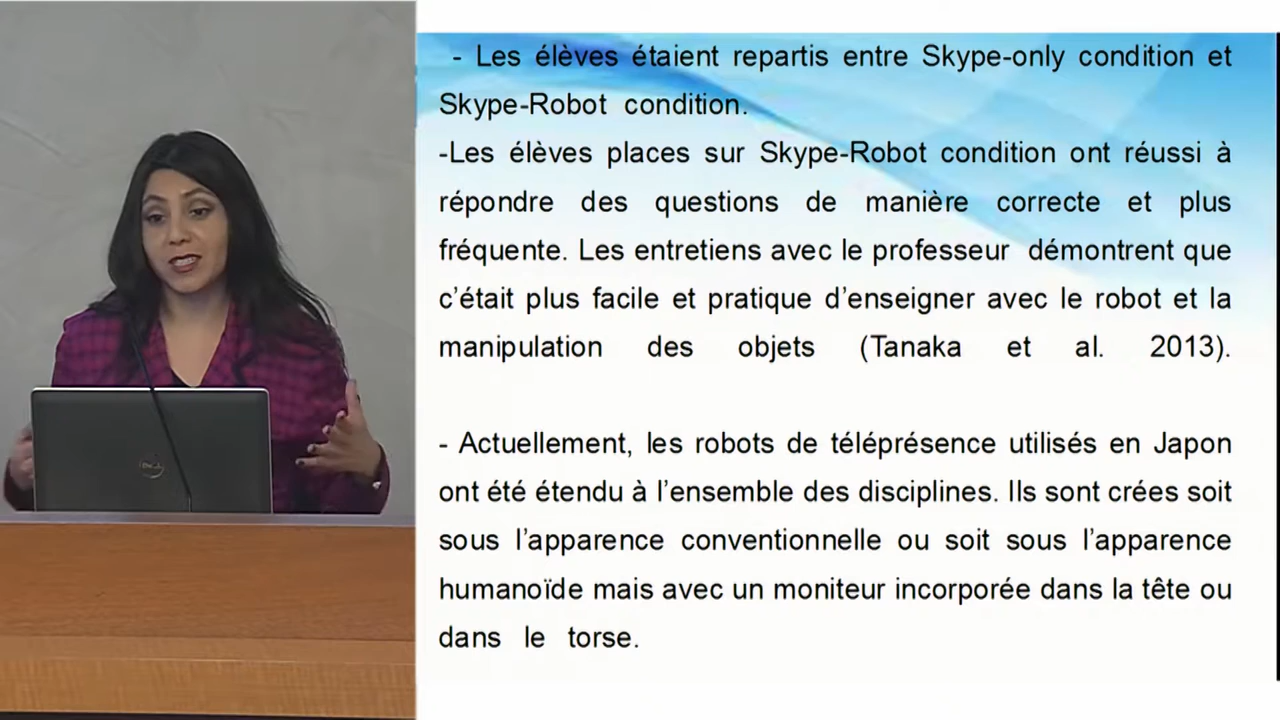 - Les élèves étaient repartis entre Skype-only condition et
Skype-Robot condition.
-Les élèves places sur Skype-Robot condition ont réussi à
répondre des questions de manière correcte et plus
fréquente. Les entretiens avec le professeur démontrent que
c’était plus facile et pratique d’enseigner avec le robot et la
manipulation des objets (Tanaka et al. 2013).
- Actuellement, les robots de téléprésence utilisés en Japon
ont été étendu à l’ensemble des disciplines. Ils sont crées soit
sous l’apparence conventionnelle ou soit sous l’apparence
humanoïde mais avec un moniteur incorporée dans la tête ou
dans le torse.
DELL